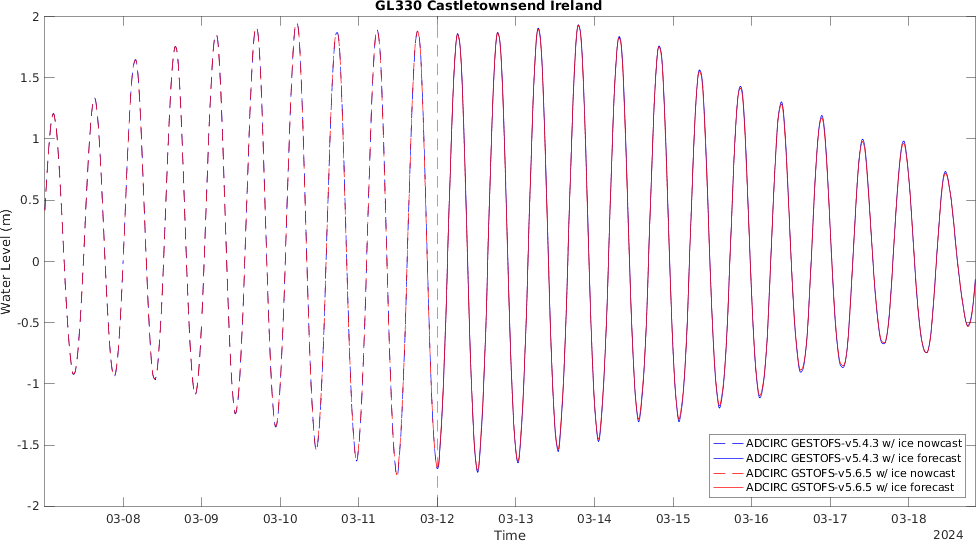 GL330 Castletownsend Ireland
Water Level (m)
2
1.5
1
0.5
0
-0.5
-1
-1.5
-2
ADCIRC GESTOFS-v5.4.3 w/ ice nowcast
ADCIRC GESTOFS-v5.4.3 w/ ice forecast
ADCIRC GSTOFS-v5.6.5 w/ ice nowcast
ADCIRC GSTOFS-v5.6.5 w/ ice forecast
03-08 03-09 03-10 03-11 03-12 03-13 03-14 03-15 03-16 03-17 03-18
Time
2024